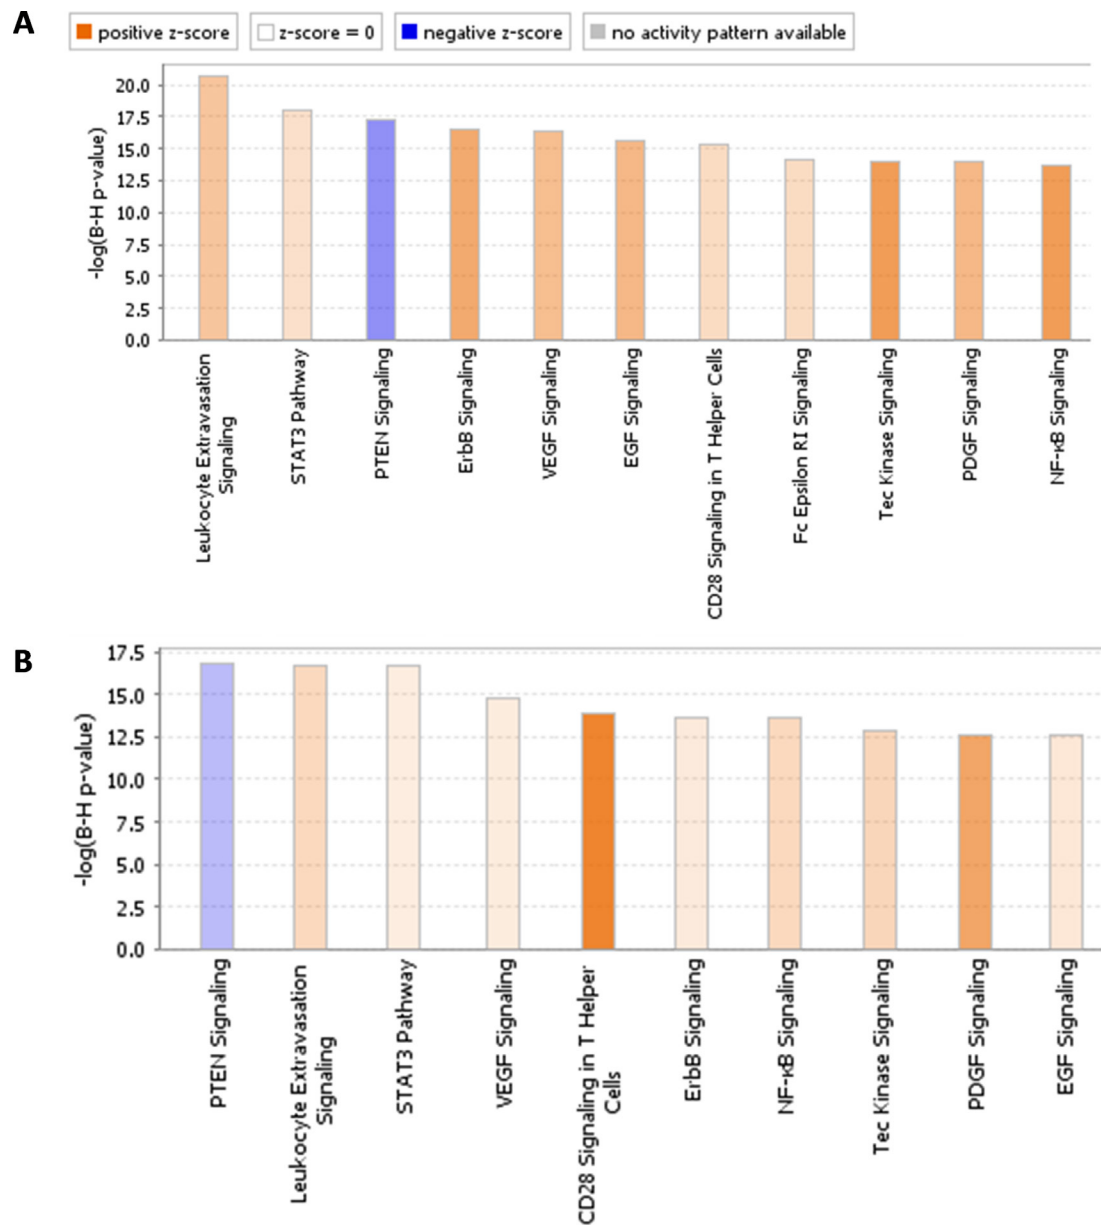 A
positive z-score
z-score = 0
negative z-score
no activity pattern available
-log(B-H p-value)
20.0
17.5
15.0
12.5
10.0
7.5
5.0
2.5
0.0
Leukocyte Extravasation
Signaling
STAT3 Pathway
PTEN Signaling
ErbB Signaling
VEGF Signaling
EGF Signaling
CD28 Signaling in T Helper Cells
Fc Epsilon RI Signaling
Tec Kinase Signaling
PDGF Signaling
NF-κB Signaling
B
-log(B-H p-value)
17.5
15.0
12.5
10.0
7.5
5.0
2.5
0.0
PTEN Signaling
Leukocyte Extravasation
Signaling
STAT3 Pathway
VEGF Signaling
CD28 Signaling in T Helper
Cells
ErbB Signaling
NF-κB Signaling
Tec Kinase Signaling
PDGF Signaling
EGF Signaling